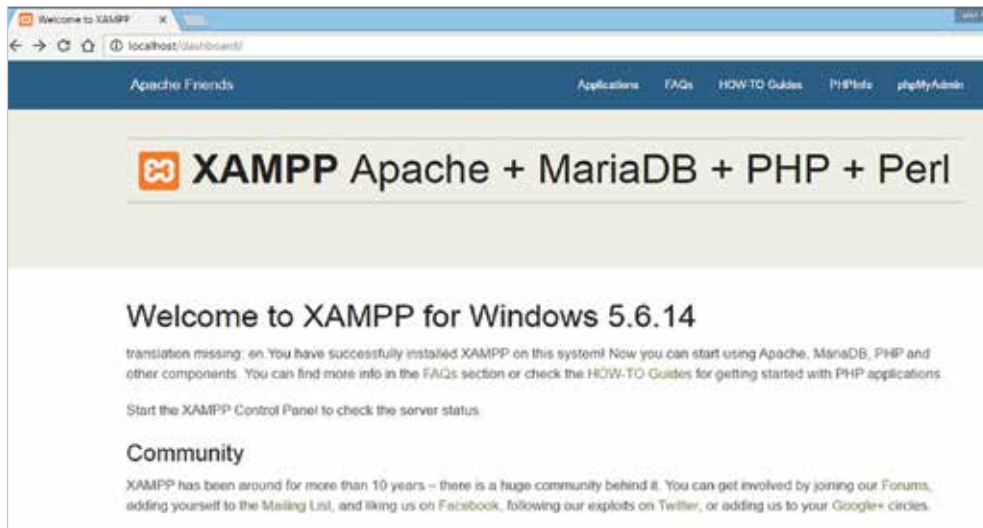 Welcome to XAMPP
localhost/dashboard/
Apache Friends
Applications FAQs HOW-TO Guides PHPInfo phpMyAdmin
XAMPP Apache + MariaDB + PHP + Perl
Welcome to XAMPP for Windows 5.6.14
translation missing: en.You have successfully installed XAMPP on this system! Now you can start using Apache, MariaDB, PHP and
other components. You can find more info in the FAQs section or check the HOW-TO Guides for getting started with PHP applications.
Start the XAMPP Control Panel to check the server status.
Community
XAMPP has been around for more than 10 years – there is a huge community behind it. You can get involved by joining our Forums,
adding yourself to the Mailing List, and liking us on Facebook, following our exploits on Twitter, or adding us to your Google+ circles.